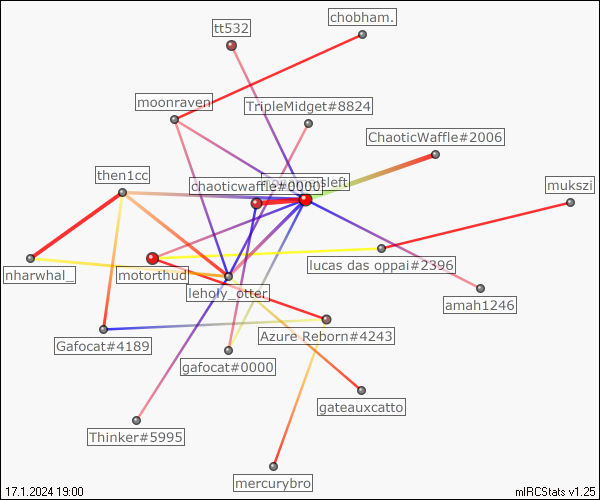 chobham.
tt532
moonraven
TripleMidget#8824
ChaoticWaffle#2006
then1cc
chaoticwaffle#0000
left
mukszi
nharwhal_
motorthud
lucas das oppai#2396
leholy_otter
amah1246
Azure Reborn#4243
Gafocat#4189
gafocat#0000
gateauxcatto
Thinker#5995
mercurybro
17.1.2024 19:00
mIRCStats v1.25